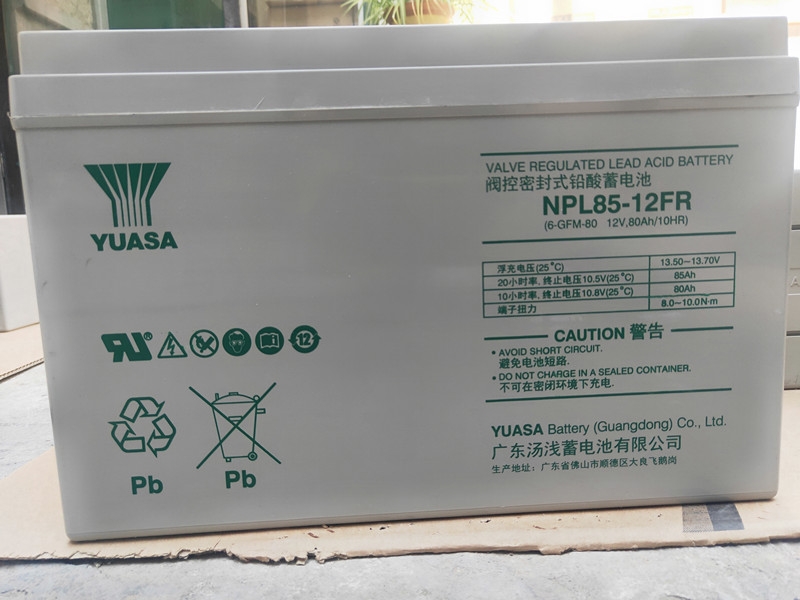 YUASA
VALVE REGULATED LEAD ACID BATTERY
阀控密封式铅酸蓄电池
NPL85-12FR
(6-GFM-80 12V,80Ah/10HR)
浮充电压(25°C) 13.50—13.70V
20小时率, 终止电压10.5V(25°C) 85Ah
10小时率, 终止电压10.8V(25°C) 80Ah
端子扭力 8.0—10.0N·m
CAUTION 警告
• AVOID SHORT CIRCUIT.
避免电池短路.
• DO NOT CHARGE IN A SEALED CONTAINER.
不可在密闭环境下充电.
YUASA Battery (Guangdong) Co., Ltd.
广东汤浅蓄电池有限公司
生产地址: 广东省佛山市顺德区大良飞鹅岗
RU®
12
Pb
Pb